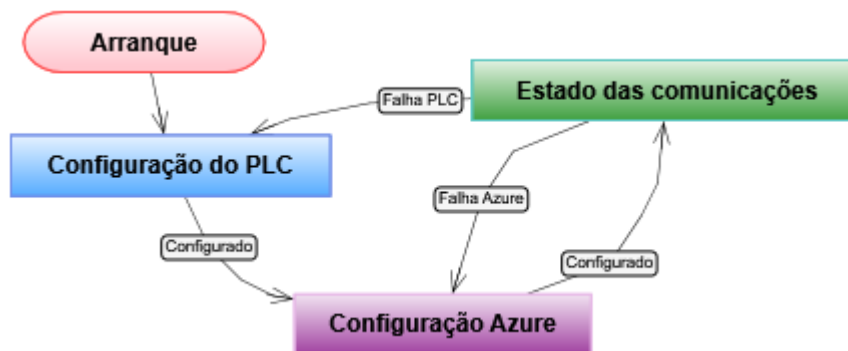 Arranque
Estado das comunicações
Falha PLC
Configuração do PLC
Falha Azure
Configurado
Configurado
Configuração Azure